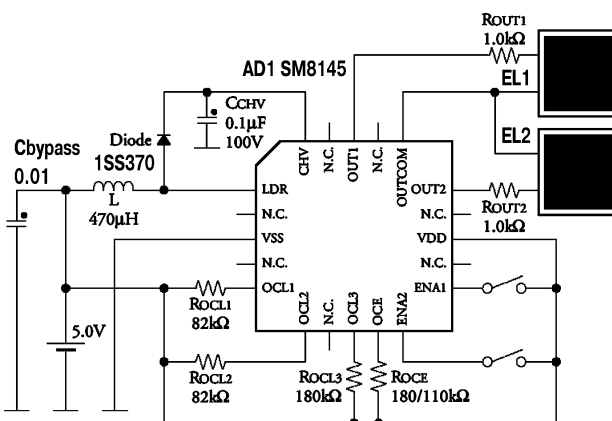 ROUT1
1.0kΩ
AD1 SM8145
EL1
CCHV
0.1μF
100V
EL2
Diode
1SS370
Cbypass
0.01
CHV
N.C.
OUT1
N.C.
OUTCOM
LDR
OUT2
L
470μH
N.C.
N.C.
ROUT2
1.0kΩ
VSS
VDD
N.C.
N.C.
OCL1
ENA1
ROCL1
82kΩ
OCL2
N.C.
OCL3
OCE
ENA2
5.0V
ROCL2
82kΩ
ROCL3
180kΩ
ROCE
180/110kΩ